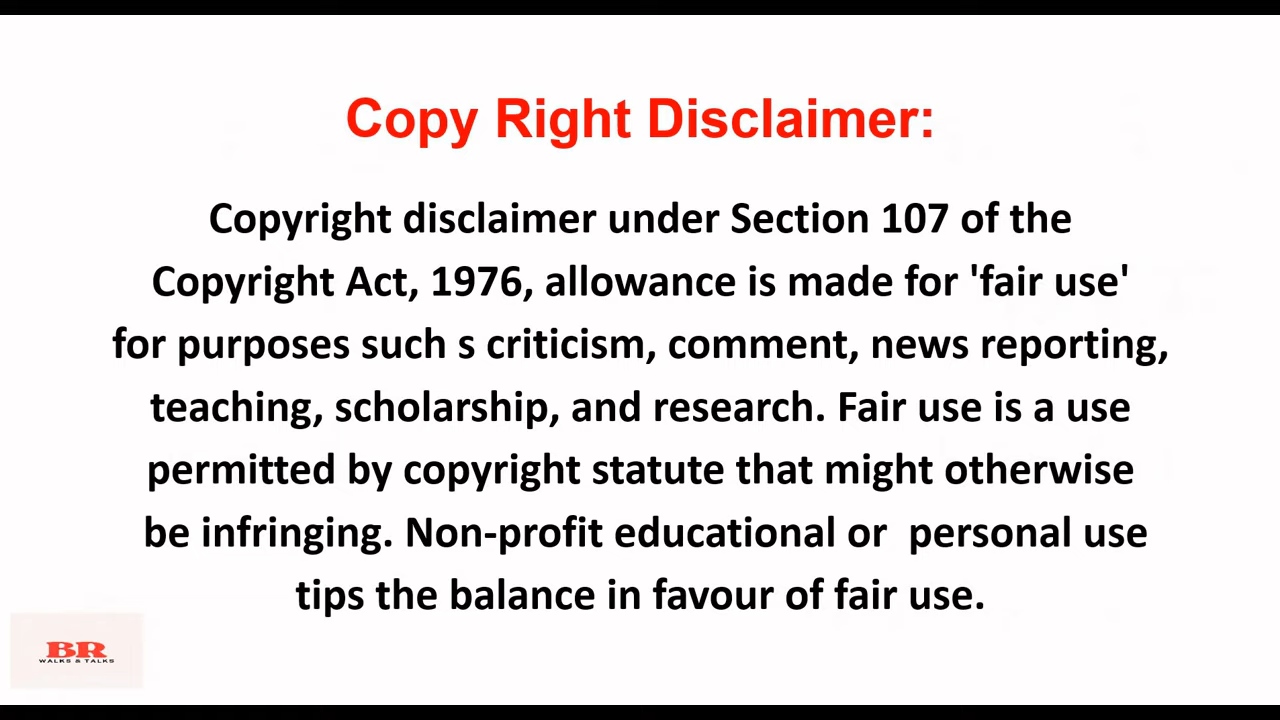 Copy Right Disclaimer:
Copyright disclaimer under Section 107 of the
Copyright Act, 1976, allowance is made for 'fair use'
for purposes such s criticism, comment, news reporting,
teaching, scholarship, and research. Fair use is a use
permitted by copyright statute that might otherwise
be infringing. Non-profit educational or  personal use
tips the balance in favour of fair use.
BR
WALKS & TALKS